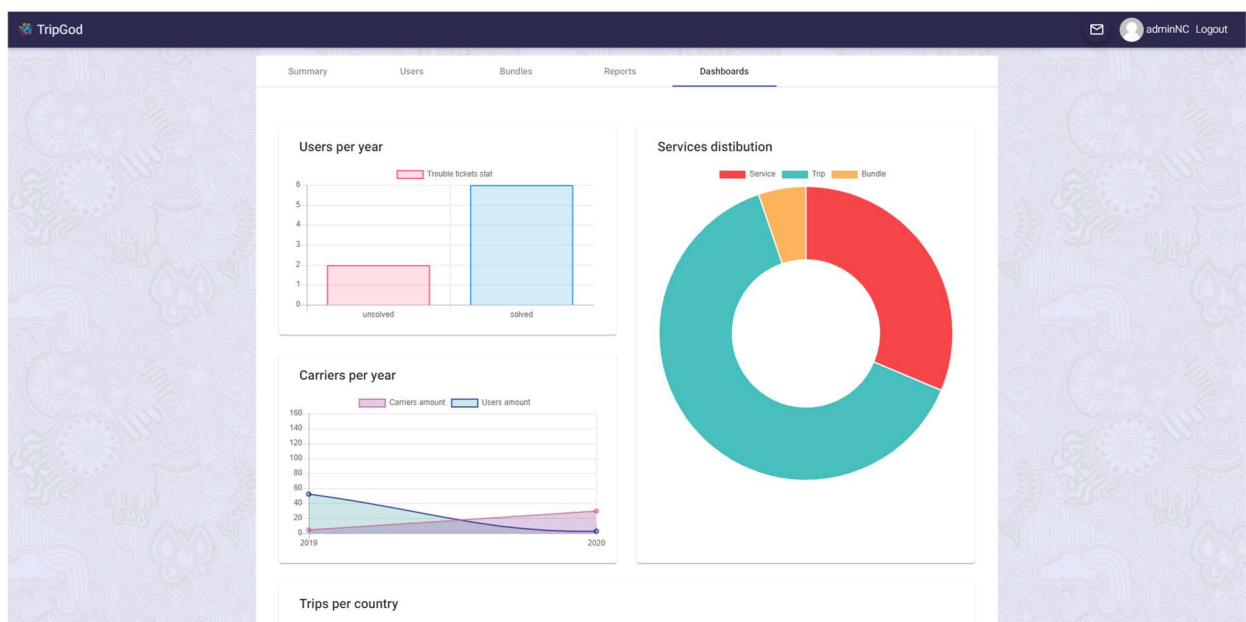 TripGod
adminNC Logout
Summary Users Bundles Reports Dashboards
Users per year
Trouble tickets stat
6
5
4
3
2
1
0
unsolved solved
Services distibution
Service Trip Bundle
Carriers per year
Carriers amount Users amount
160
140
120
100
80
60
40
20
0
2019 2020
Trips per country